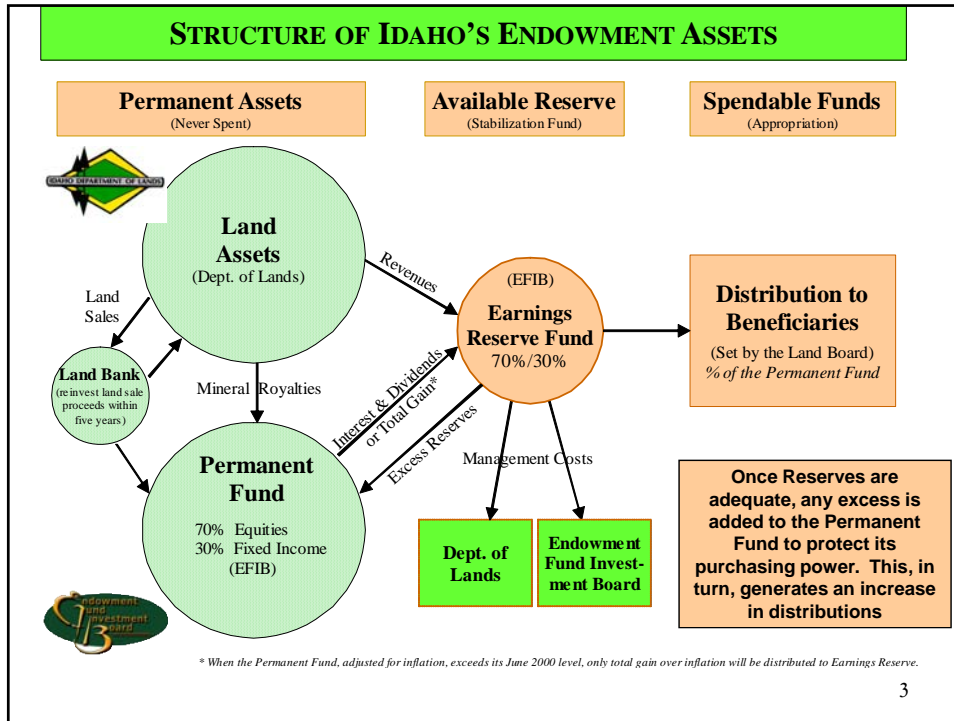 STRUCTURE OF IDAHO'S ENDOWMENT ASSETS
Permanent Assets
(Never Spent)
Available Reserve
(Stabilization Fund)
Spendable Funds
(Appropriation)
IDAHO DEPARTMENT OF LANDS
Land
Assets
(Dept. of Lands)
Revenues
(EFIB)
Earnings
Reserve Fund
70%/30%
Distribution to
Beneficiaries
(Set by the Land Board)
% of the Permanent Fund
Land
Sales
Land Bank
(reinvest land sale
proceeds within
five years)
Mineral Royalties
Interest & Dividends
or Total Gain*
Excess Reserves
Management Costs
Permanent
Fund
70% Equities
30% Fixed Income
(EFIB)
Dept. of
Lands
Endowment
Fund Invest-
ment Board
Once Reserves are
adequate, any excess is
added to the Permanent
Fund to protect its
purchasing power. This, in
turn, generates an increase
in distributions
Endowment
Fund
Investment
Board
* When the Permanent Fund, adjusted for inflation, exceeds its June 2000 level, only total gain over inflation will be distributed to Earnings Reserve.
3